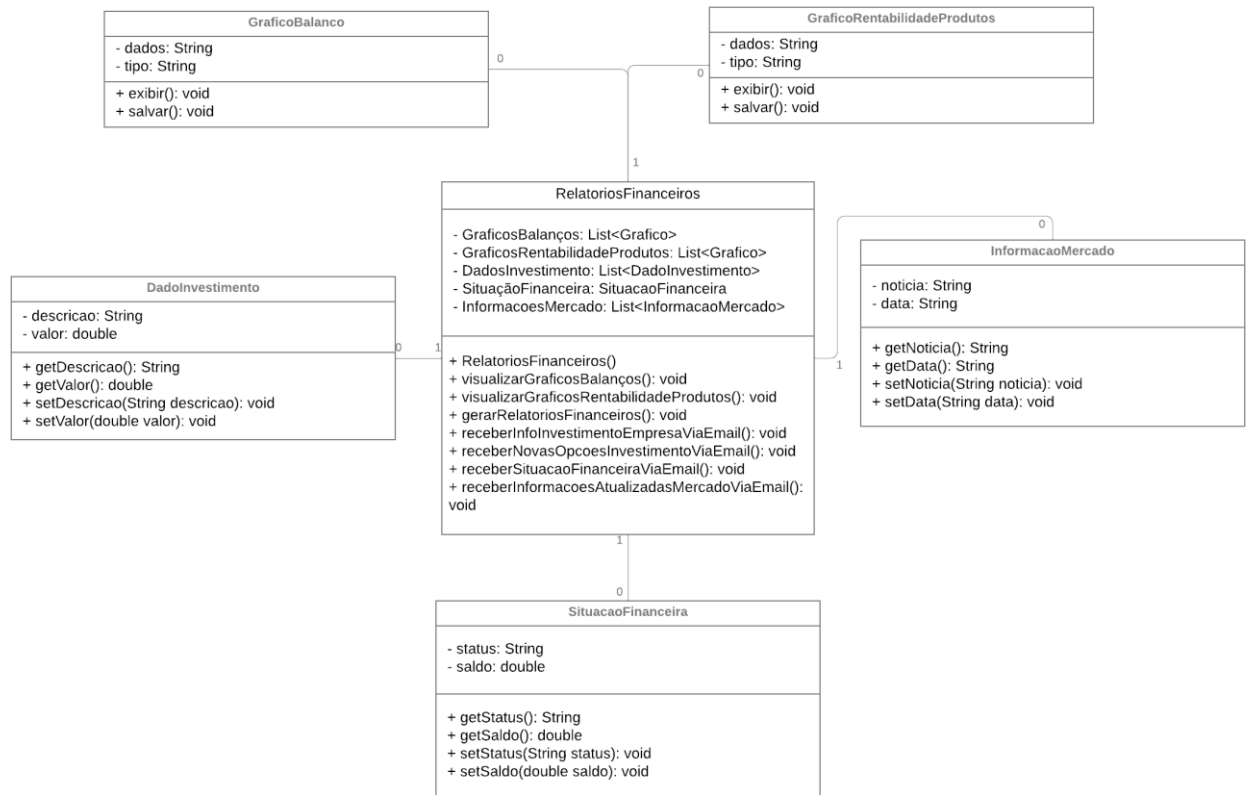 GraficoBalanco
- dados: String
- tipo: String
+ exibir(): void
+ salvar(): void
0
GraficoRentabilidadeProdutos
- dados: String
- tipo: String
+ exibir(): void
+ salvar(): void
0
1
RelatoriosFinanceiros
- GraficosBalanços: List<Grafico>
- GraficosRentabilidadeProdutos: List<Grafico>
- DadosInvestimento: List<DadoInvestimento>
- SituaçãoFinanceira: SituacaoFinanceira
- InformacoesMercado: List<InformacaoMercado>
+ RelatoriosFinanceiros()
+ visualizarGraficosBalanços(): void
+ visualizarGraficosRentabilidadeProdutos(): void
+ gerarRelatoriosFinanceiros(): void
+ receberInfoInvestimentoEmpresaViaEmail(): void
+ receberNovasOpcoesInvestimentoViaEmail(): void
+ receberSituacaoFinanceiraViaEmail(): void
+ receberInformacoesAtualizadasMercadoViaEmail():
void
DadoInvestimento
- descricao: String
- valor: double
+ getDescricao(): String
+ getValor(): double
+ setDescricao(String descricao): void
+ setValor(double valor): void
0
1
0
InformacaoMercado
- noticia: String
- data: String
+ getNoticia(): String
+ getData(): String
+ setNoticia(String noticia): void
+ setData(String data): void
1
1
0
SituacaoFinanceira
- status: String
- saldo: double
+ getStatus(): String
+ getSaldo(): double
+ setStatus(String status): void
+ setSaldo(double saldo): void